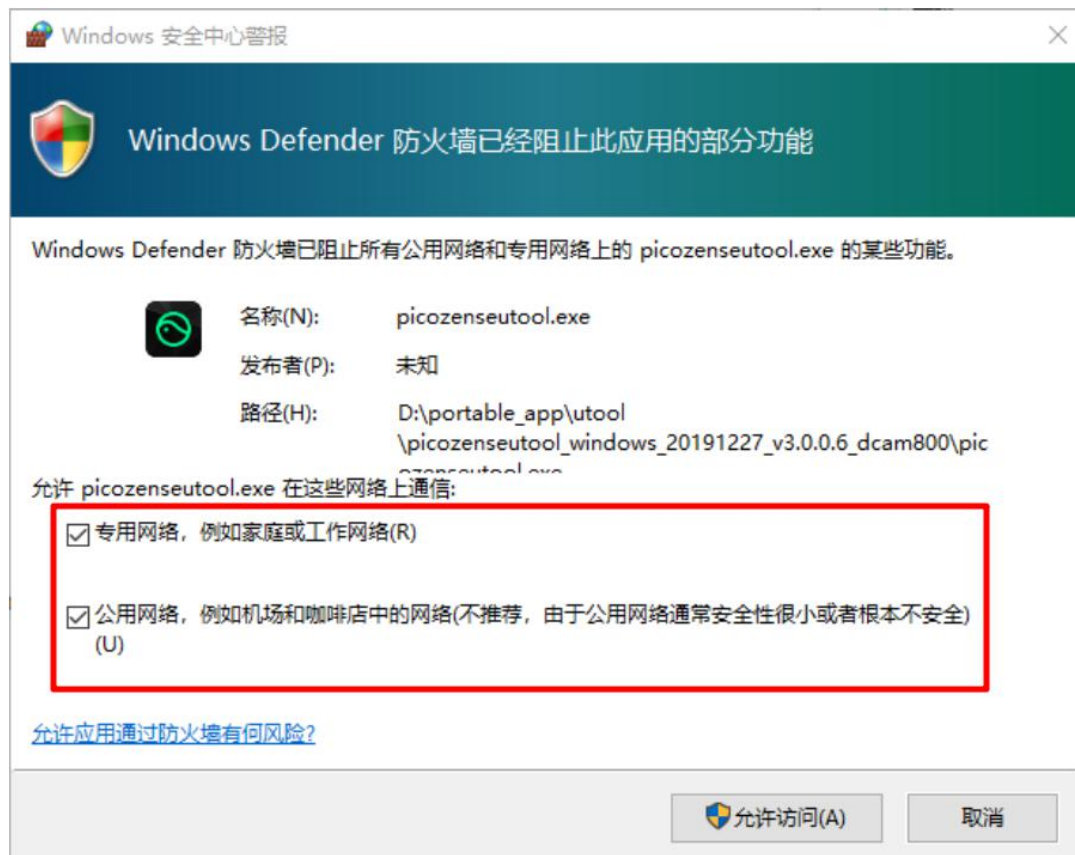 Windows 安全中心警报
Windows Defender 防火墙已经阻止此应用的部分功能
Windows Defender 防火墙已阻止所有公用网络和专用网络上的 picozenseutool.exe 的某些功能。
名称(N): picozenseutool.exe
发布者(P): 未知
路径(H): D:\portable_app\utool
\picozenseutool_windows_20191227_v3.0.0.6_dcam800\pic
ozenseutool.exe
允许 picozenseutool.exe 在这些网络上通信:
专用网络，例如家庭或工作网络(R)
公用网络，例如机场和咖啡店中的网络(不推荐，由于公用网络通常安全性很小或者根本不安全)
(U)
允许应用通过防火墙有何风险?
允许访问(A) 取消